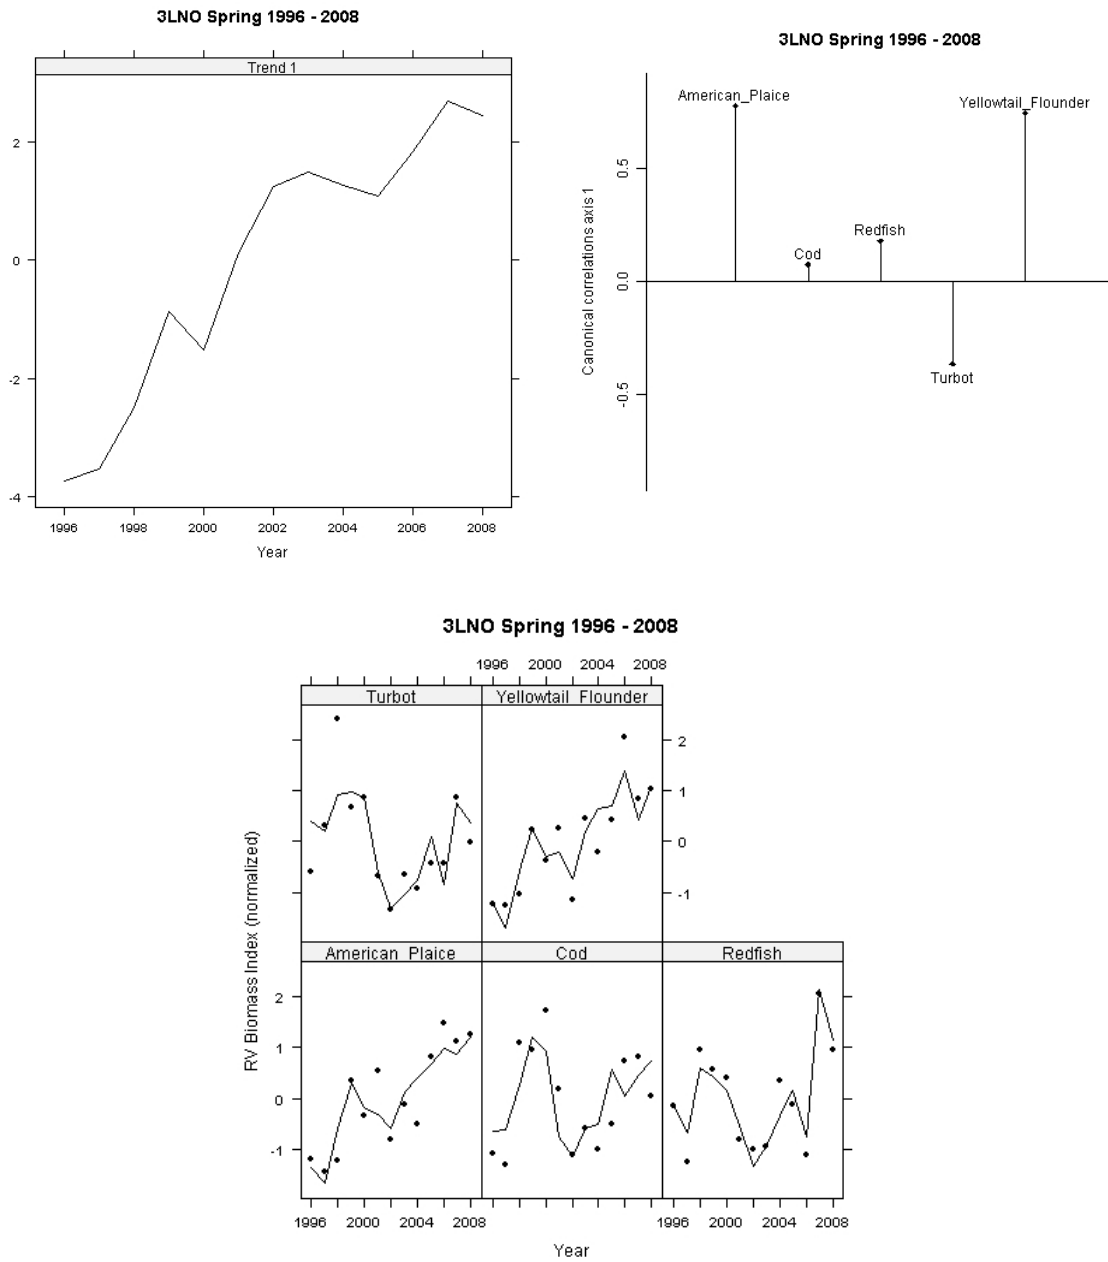 3LNO Spring 1996 - 2008
Trend 1
2
0
-2
-4
1996 1998 2000 2002 2004 2006 2008
Year
3LNO Spring 1996 - 2008
Canonical correlations axis 1
0.5
0.0
-0.5
American_Plaice
Yellowtail_Flounder
Redfish
Cod
Turbot
3LNO Spring 1996 - 2008
1996 2000 2004 2008
Turbot Yellowtail_Flounder
2
1
0
-1
RV Biomass Index (normalized)
American_Plaice Cod Redfish
2
1
0
-1
1996 2000 2004 2008 1996 2000 2004 2008
Year